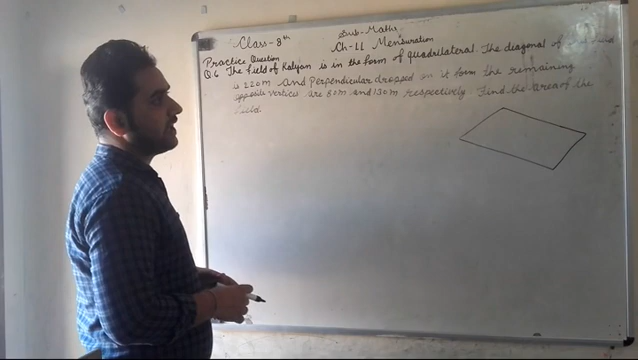 Sub-Maths
Class-8th Ch-11 Mensuration
Practice Question
Q.6 The field of Kalyan is in the form of quadrilateral. The diagonal of
is 220m and Perpendicular dropped on it form the remaining
opposite vertices are 80m and 130m respectively. Find the area of the
field.